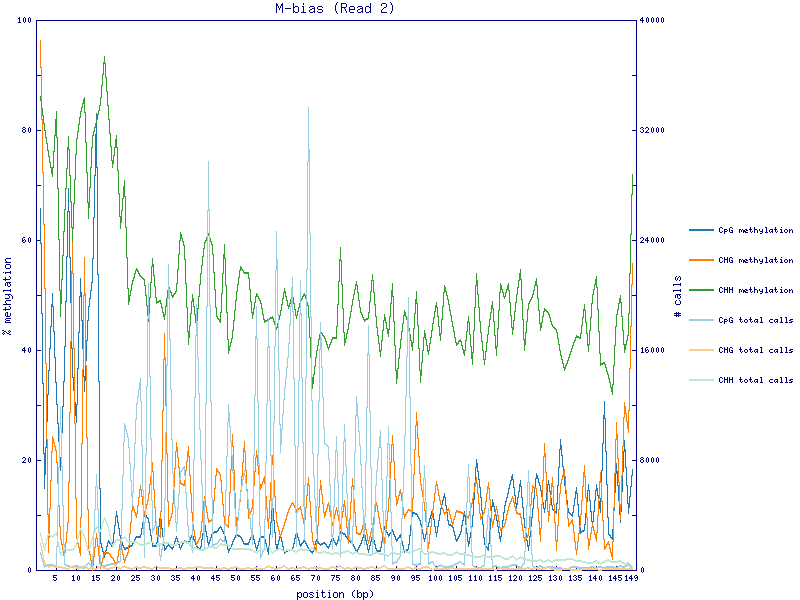 M-bias (Read 2)
100
80
60
40
20
0
% methylation
40000
32000
24000
16000
8000
0
# calls
CpG methylation
CHG methylation
CHH methylation
CpG total calls
CHG total calls
CHH total calls
5 10 15 20 25 30 35 40 45 50 55 60 65 70 75 80 85 90 95 100 105 110 115 120 125 130 135 140 145 149
position (bp)